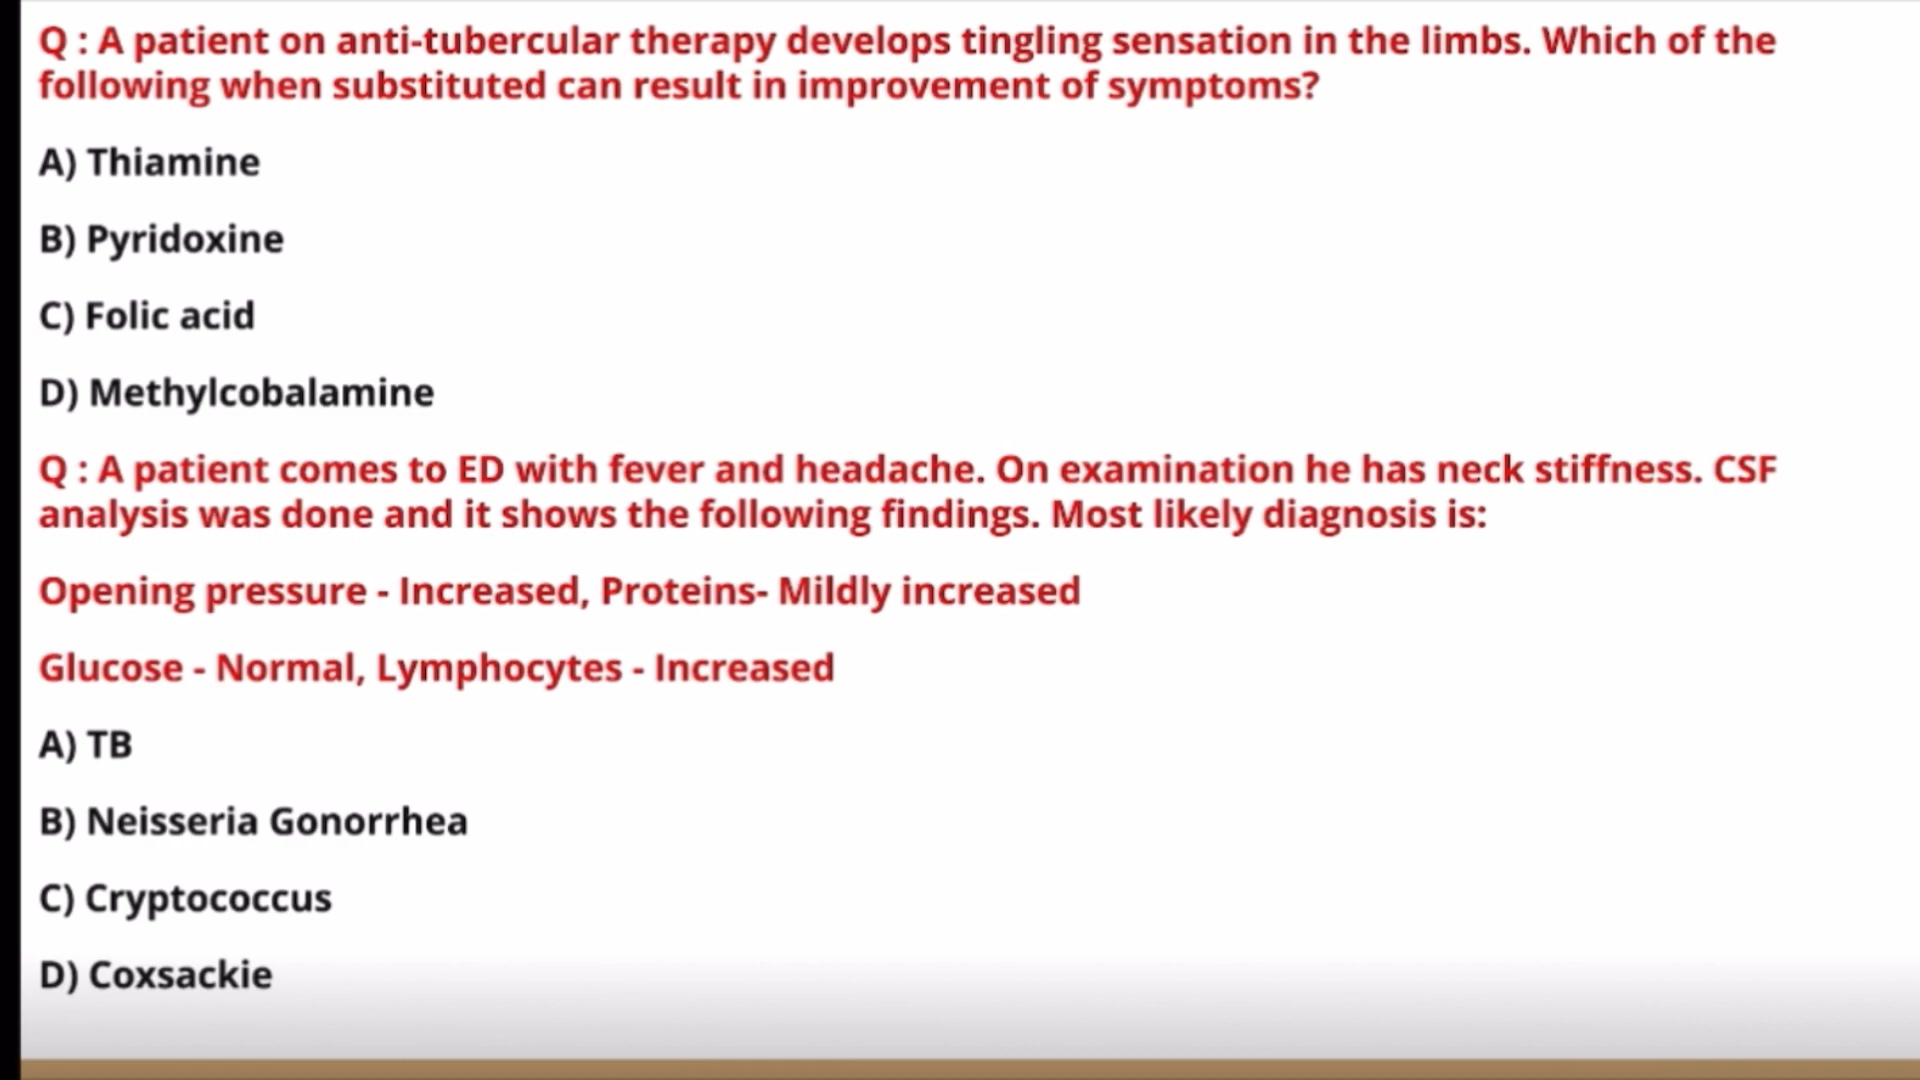 Q : A patient on anti-tubercular therapy develops tingling sensation in the limbs. Which of the
following when substituted can result in improvement of symptoms?
A) Thiamine
B) Pyridoxine
C) Folic acid
D) Methylcobalamine
Q : A patient comes to ED with fever and headache. On examination he has neck stiffness. CSF
analysis was done and it shows the following findings. Most likely diagnosis is:
Opening pressure - Increased, Proteins- Mildly increased
Glucose - Normal, Lymphocytes - Increased
A) TB
B) Neisseria Gonorrhea
C) Cryptococcus
D) Coxsackie